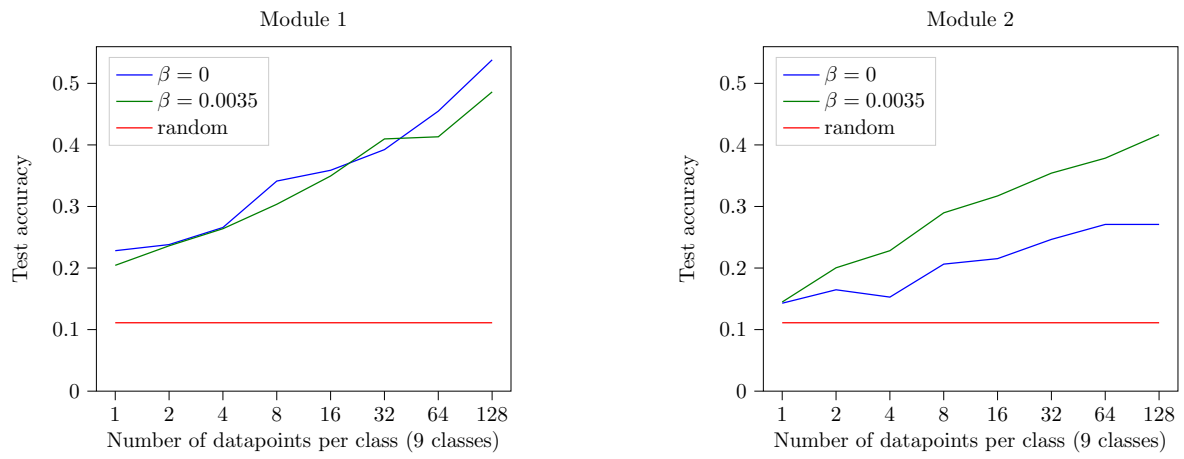 Module 1
0.5
0.4
0.3
0.2
0.1
0
Test accuracy
β = 0
β = 0.0035
random
1 2 4 8 16 32 64 128
Number of datapoints per class (9 classes)
Module 2
0.5
0.4
0.3
0.2
0.1
0
Test accuracy
β = 0
β = 0.0035
random
1 2 4 8 16 32 64 128
Number of datapoints per class (9 classes)